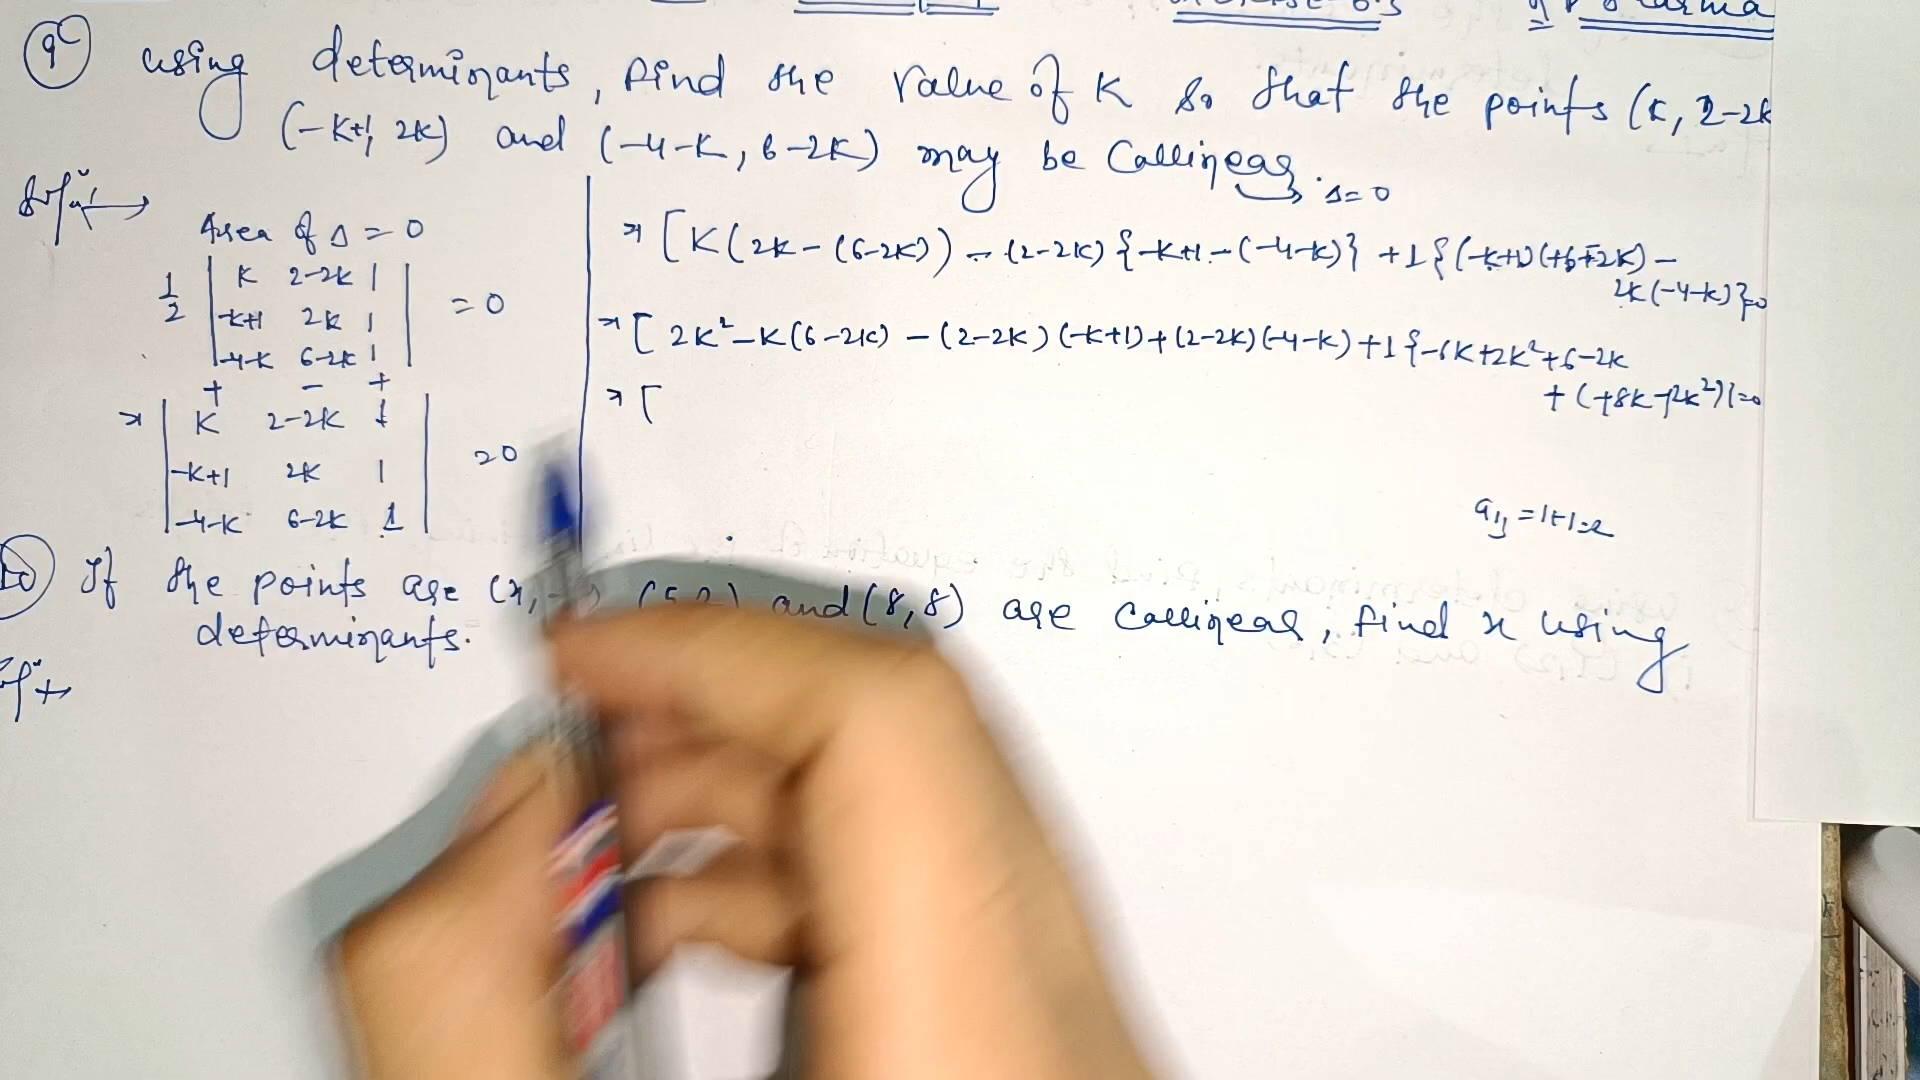 9
using determinants, find the value of K so that the points (K, 2-2K
(-K+1, 2K) and (-4-K, 6-2K) may be Collinear
Δ=0
Area of Δ = 0
1/2 | K 2-2K 1 |
| -K+1 2K 1 | = 0
| -4-K 6-2K 1 |
+ - +
| K 2-2K 1 |
| -K+1 2K 1 | = 0
| -4-K 6-2K 1 |
[K(2K-(6-2K)) - (2-2K){-K+1-(-4-K)} +1{(-K+1)(+6-2K) -
2K(-4-K)}=0
[2K²-K(6-2K) - (2-2K)(-K+1)+(2-2K)(-4-K)+1{-6K+2K²+6-2K
+(+8K+2K²)}=0
[
= 1+1=2
If the points are (x, and (8,8) are collinear, find x using
determinants.